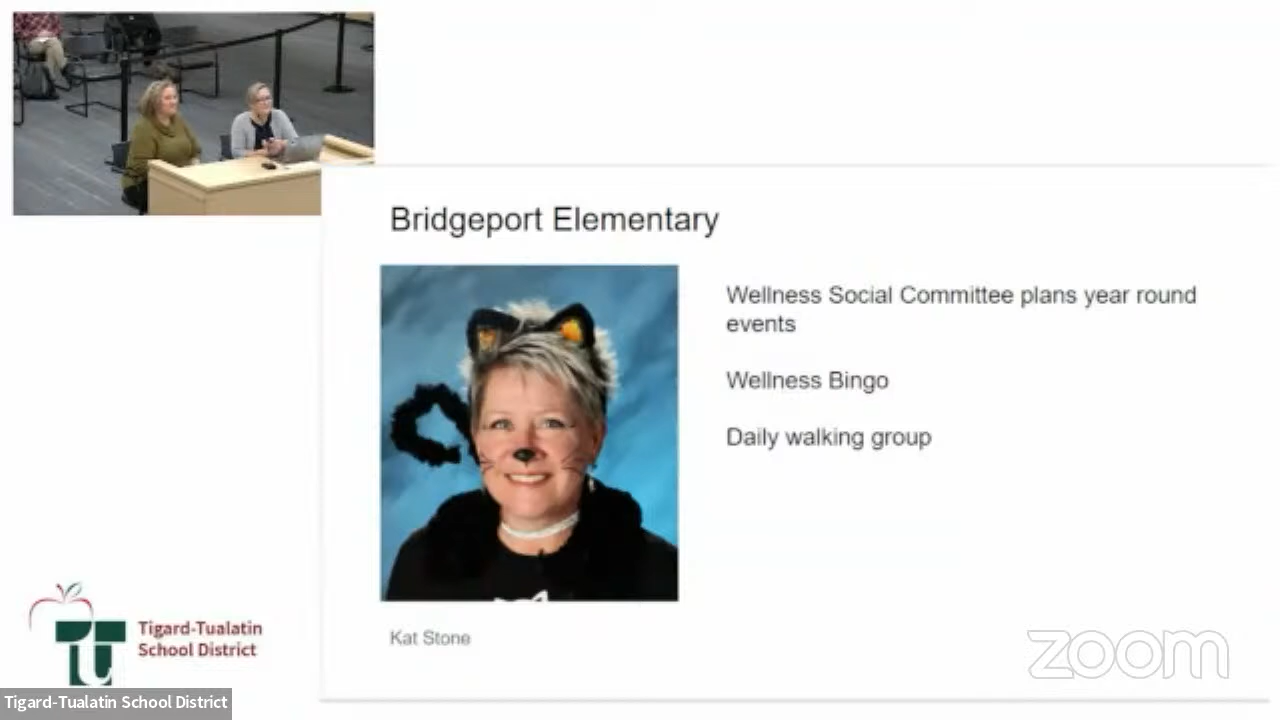 Bridgeport Elementary
Wellness Social Committee plans year round
events
Wellness Bingo
Daily walking group
Kat Stone
Tigard-Tualatin
School District
zoom
Tigard-Tualatin School District